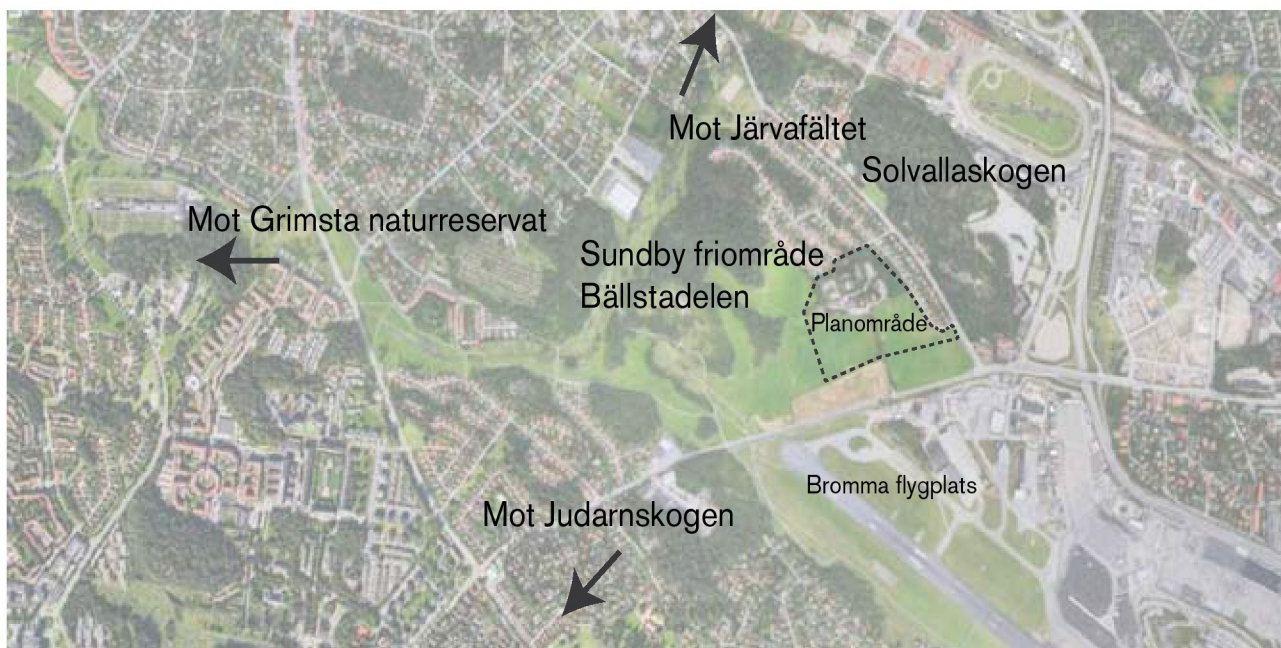 Mot Järvafältet
Solvallaskogen
Mot Grimsta naturreservat
Sundby friområde
Bällstadelen
Planområde
Bromma flygplats
Mot Judarnskogen